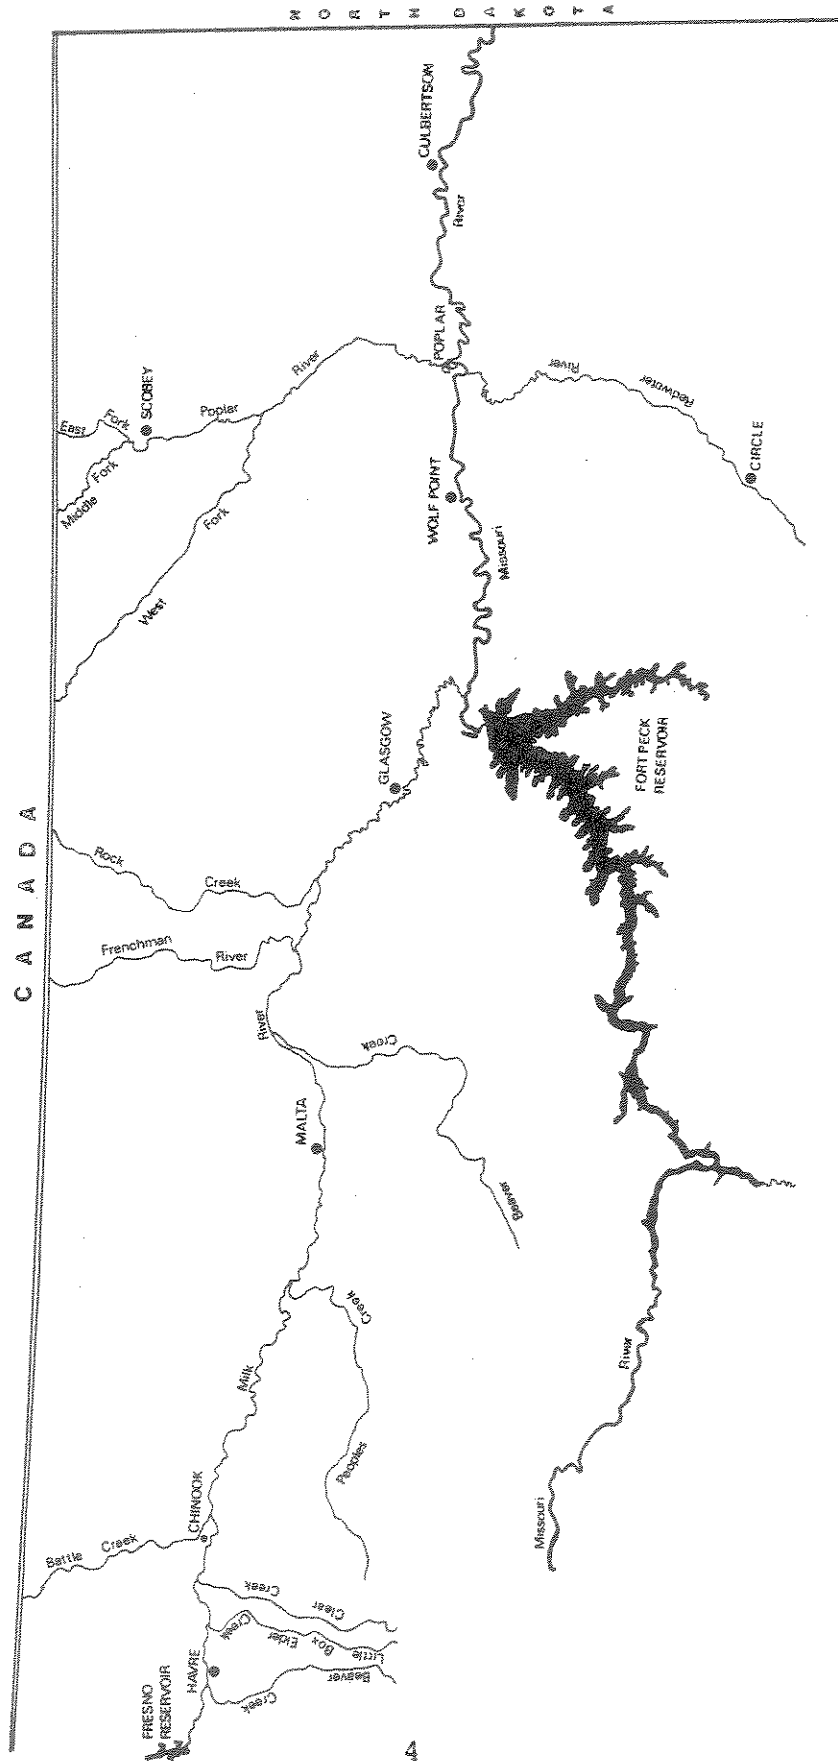 CANADA
NORTH DAKOTA
FRESNO
RESERVOIR
HAVRE
Beaver
Creek
Little
Box
Elder
Creek
Clear
Creek
Battle
Creek
CHINOOK
Milk
River
Peoples
Creek
MALTA
Beaver
Creek
Frenchman
River
Rock
Creek
GLASGOW
Missouri
River
FORT PECK
RESERVOIR
West
Fork
Middle
Fork
East
Fork
SCOBEY
Poplar
River
WOLF POINT
Missouri
River
POPLAR
CULBERTSON
Redwater
River
CIRCLE
4